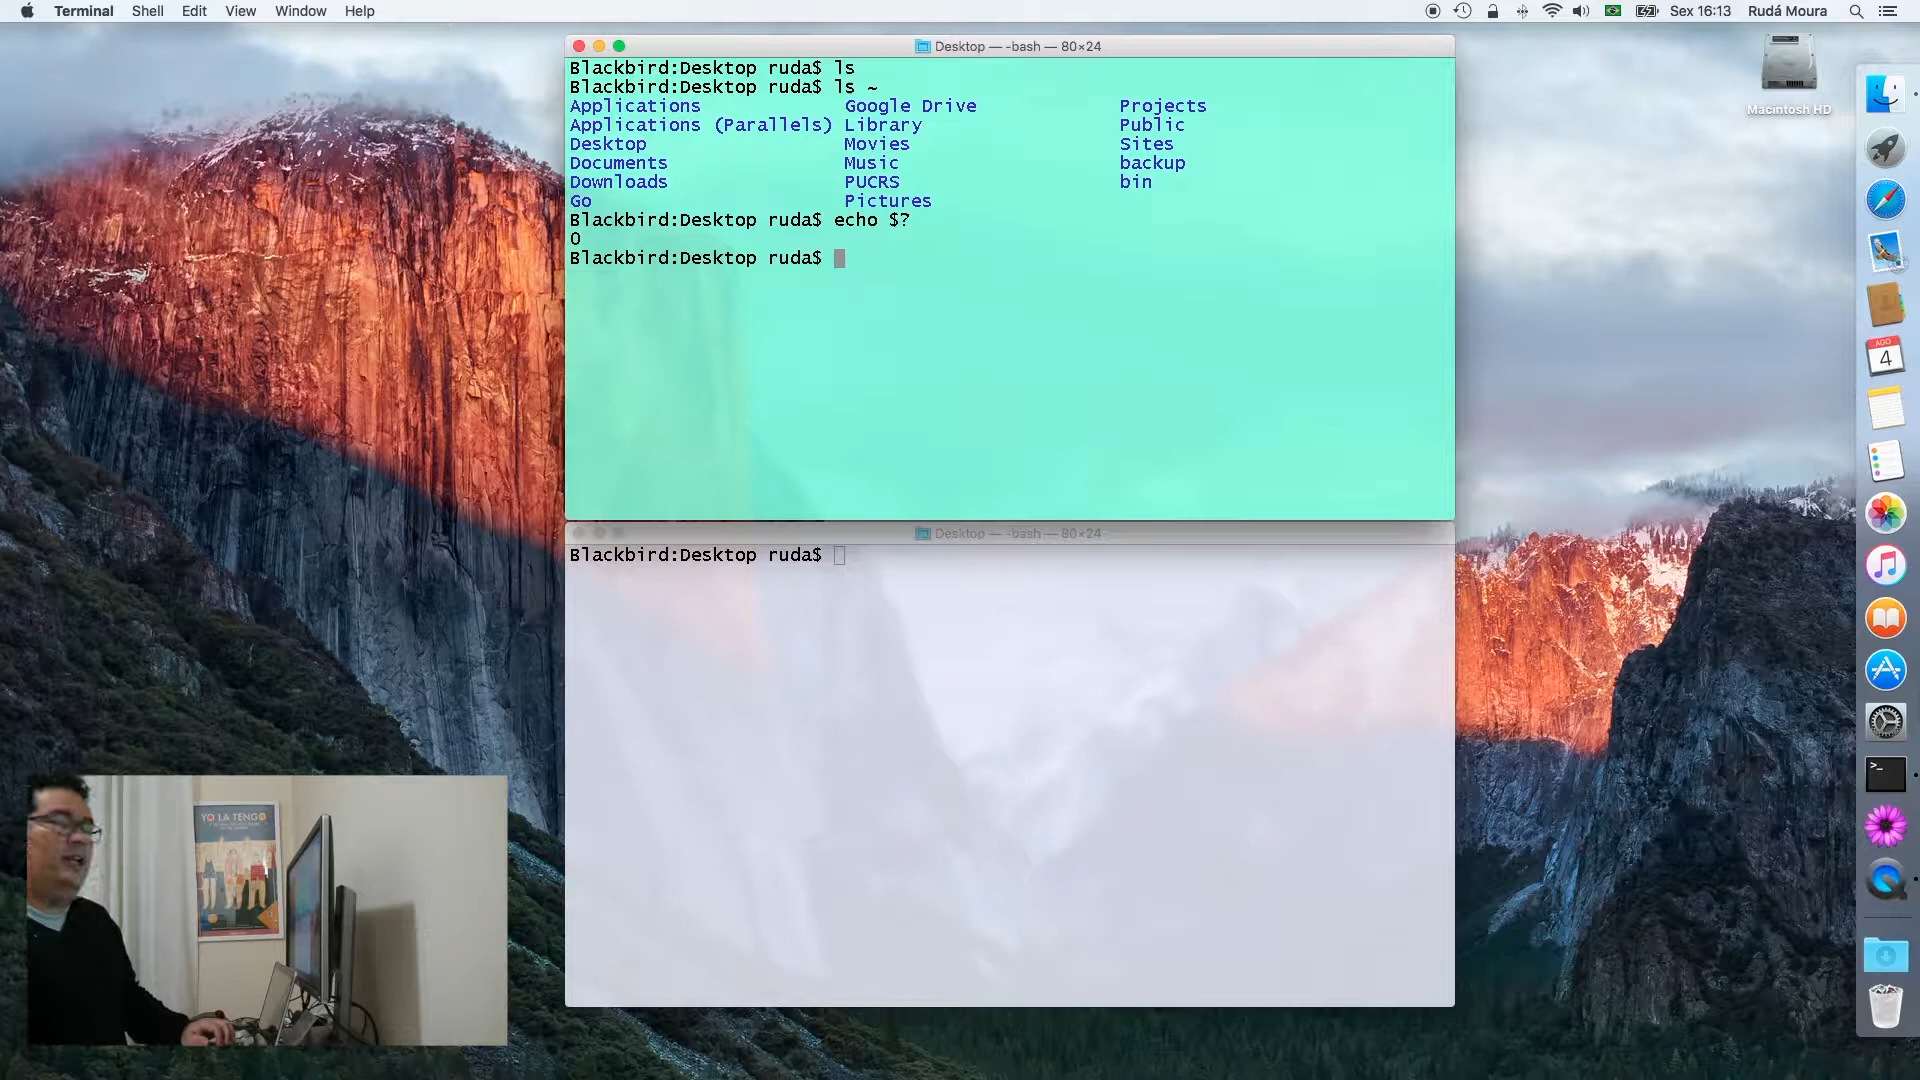 Terminal Shell Edit View Window Help Sex 16:13 Rudá Moura
Desktop — -bash — 80×24
Macintosh HD
Blackbird:Desktop ruda$ ls
Blackbird:Desktop ruda$ ls ~
Applications Google Drive Projects
Applications (Parallels) Library Public
Desktop Movies Sites
Documents Music backup
Downloads PUCRS bin
Go Pictures
Blackbird:Desktop ruda$ echo $?
0
Blackbird:Desktop ruda$
Desktop — -bash — 80×24
Blackbird:Desktop ruda$
AGO
4
>_
YO LA TENGO